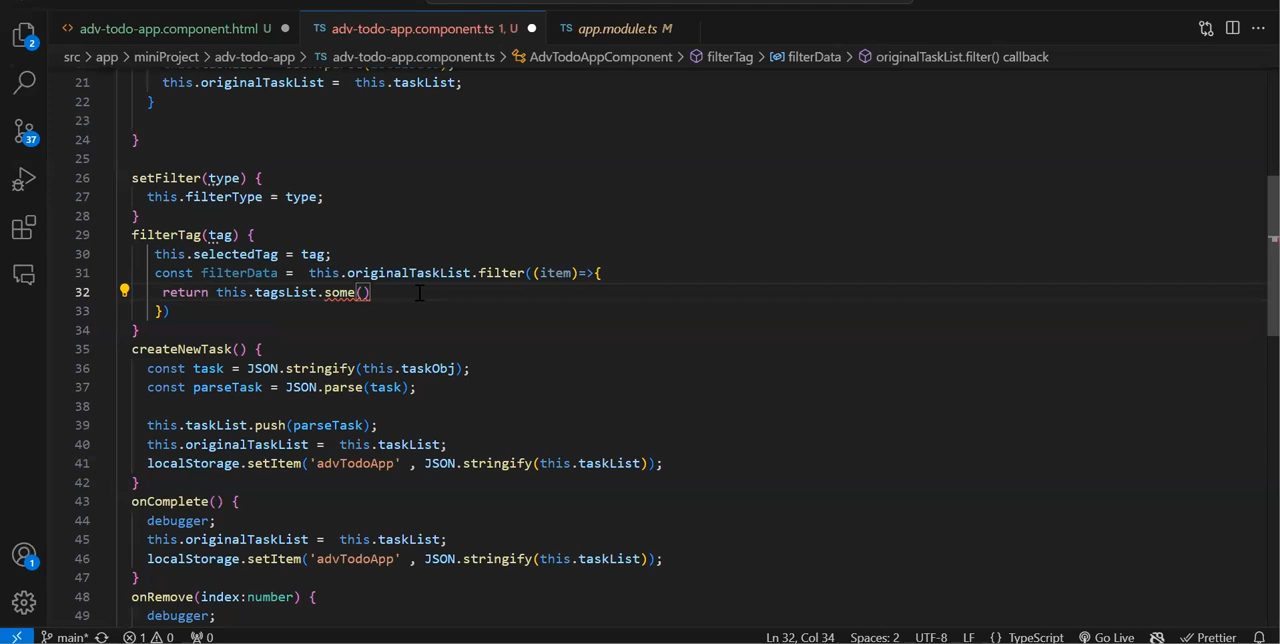 adv-todo-app.component.html U
TS adv-todo-app.component.ts 1, U
TS app.module.ts M
src > app > miniProject > adv-todo-app > TS adv-todo-app.component.ts > AdvTodoAppComponent > filterTag > filterData > originalTaskList.filter() callback
21 this.originalTaskList = this.taskList;
22 }
23
24 }
25
26 setFilter(type) {
27 this.filterType = type;
28 }
29 filterTag(tag) {
30 this.selectedTag = tag;
31 const filterData = this.originalTaskList.filter((item)=>{
32 return this.tagsList.some()
33 })
34 }
35 createNewTask() {
36 const task = JSON.stringify(this.taskObj);
37 const parseTask = JSON.parse(task);
38
39 this.taskList.push(parseTask);
40 this.originalTaskList = this.taskList;
41 localStorage.setItem('advTodoApp' , JSON.stringify(this.taskList));
42 }
43 onComplete() {
44 debugger;
45 this.originalTaskList = this.taskList;
46 localStorage.setItem('advTodoApp' , JSON.stringify(this.taskList));
47 }
48 onRemove(index:number) {
49 debugger;
2
37
1
main* 1 0 0 Ln 32, Col 34 Spaces: 2 UTF-8 LF {} TypeScript Go Live Prettier